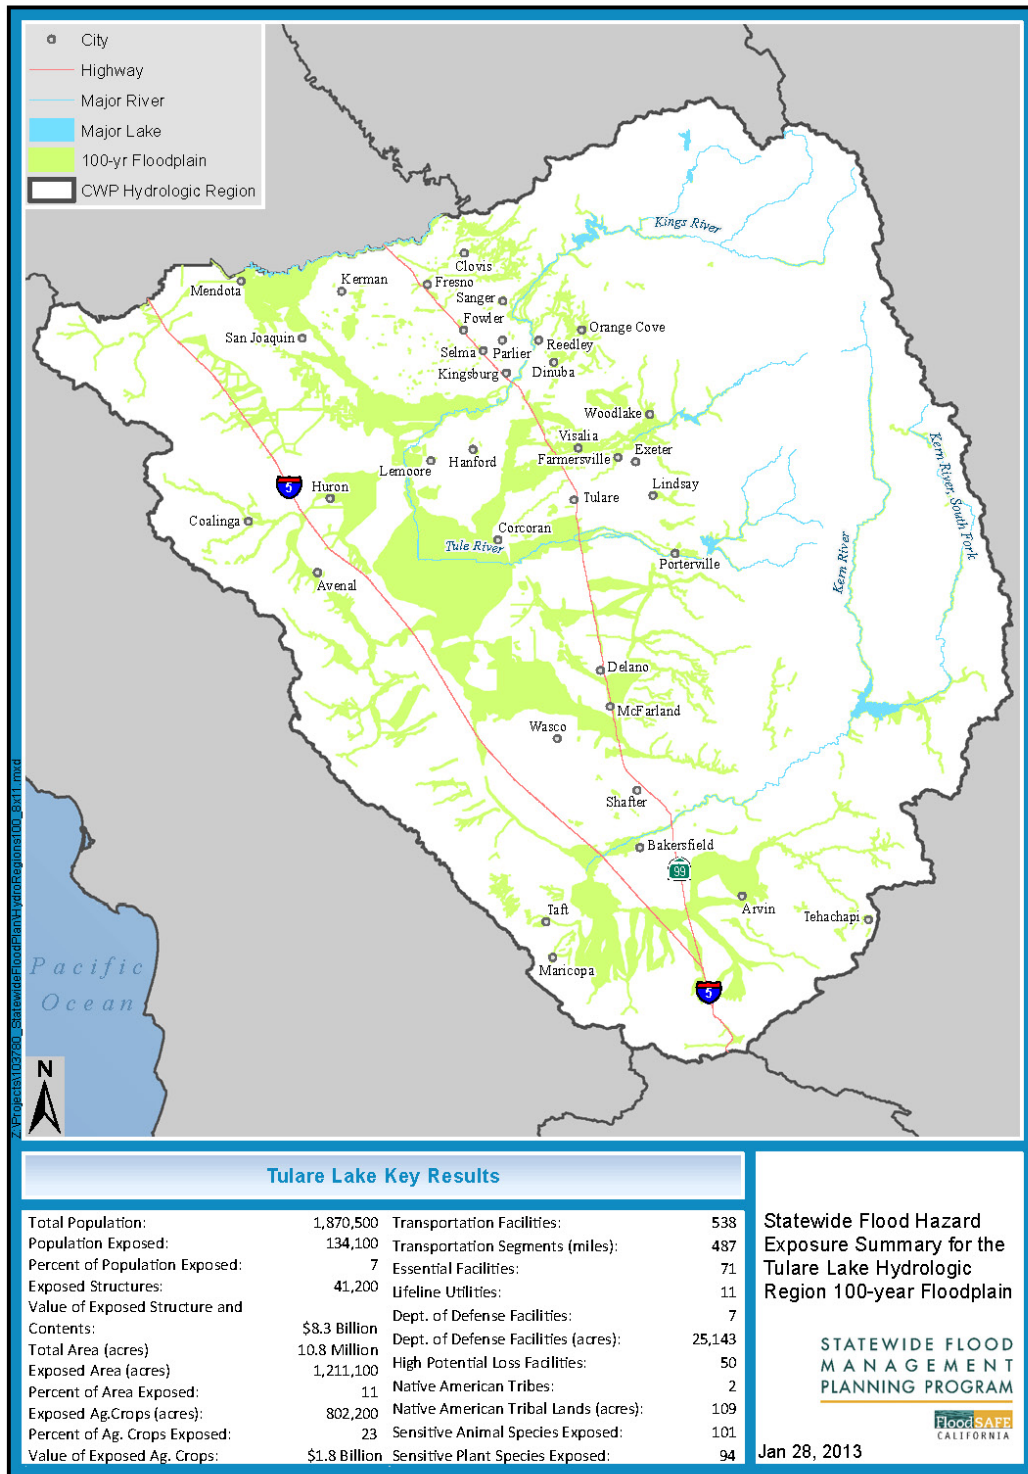 City
Highway
Major River
Major Lake
100-yr Floodplain
CWP Hydrologic Region
Kings River
Clovis
Mendota
Kerman
Fresno
Sanger
Fowler
Orange Cove
San Joaquin
Reedley
Selma
Parlier
Kingsburg
Dinuba
Woodlake
Visalia
Farmersville
Exeter
Hanford
Lemoore
5
Huron
Lindsay
Tulare
Coalinga
Corcoran
Tule River
Porterville
Avenal
Kern River
Kern River, South Fork
Delano
McFarland
Wasco
Shafter
Bakersfield
99
Taft
Arvin
Tehachapi
Maricopa
5
Pacific
Ocean
N
Z:\Projects\103780_StatewideFloodPlan\HydroRegions100_8x11.mxd
Tulare Lake Key Results
Total Population: 1,870,500
Population Exposed: 134,100
Percent of Population Exposed: 7
Exposed Structures: 41,200
Value of Exposed Structure and
Contents: $8.3 Billion
Total Area (acres) 10.8 Million
Exposed Area (acres) 1,211,100
Percent of Area Exposed: 11
Exposed Ag.Crops (acres): 802,200
Percent of Ag. Crops Exposed: 23
Value of Exposed Ag. Crops: $1.8 Billion
Transportation Facilities: 538
Transportation Segments (miles): 487
Essential Facilities: 71
Lifeline Utilities: 11
Dept. of Defense Facilities: 7
Dept. of Defense Facilities (acres): 25,143
High Potential Loss Facilities: 50
Native American Tribes: 2
Native American Tribal Lands (acres): 109
Sensitive Animal Species Exposed: 101
Sensitive Plant Species Exposed: 94
Statewide Flood Hazard
Exposure Summary for the
Tulare Lake Hydrologic
Region 100-year Floodplain
STATEWIDE FLOOD
MANAGEMENT
PLANNING PROGRAM
FloodSAFE
CALIFORNIA
Jan 28, 2013